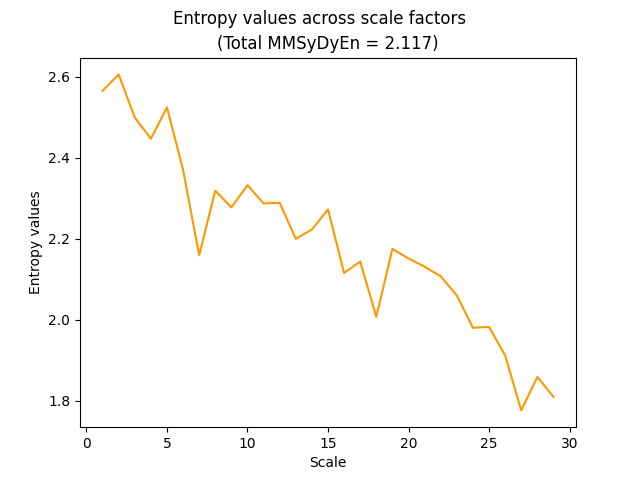 Entropy values across scale factors
(Total MMSyDyEn = 2.117)
Entropy values
2.6
2.4
2.2
2.0
1.8
0 5 10 15 20 25 30
Scale